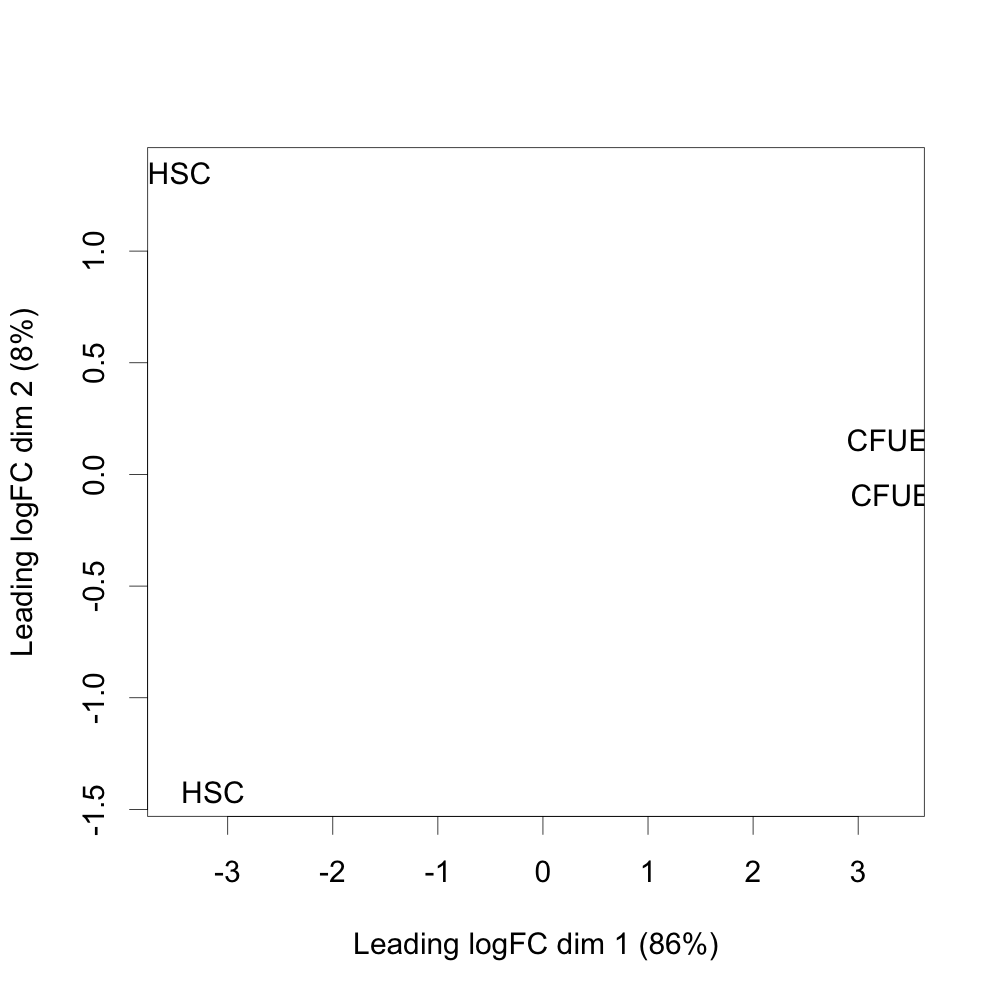 HSC
1.0
0.5
0.0
-0.5
-1.0
-1.5
Leading logFC dim 2 (8%)
CFUE
CFUE
HSC
-3 -2 -1 0 1 2 3
Leading logFC dim 1 (86%)